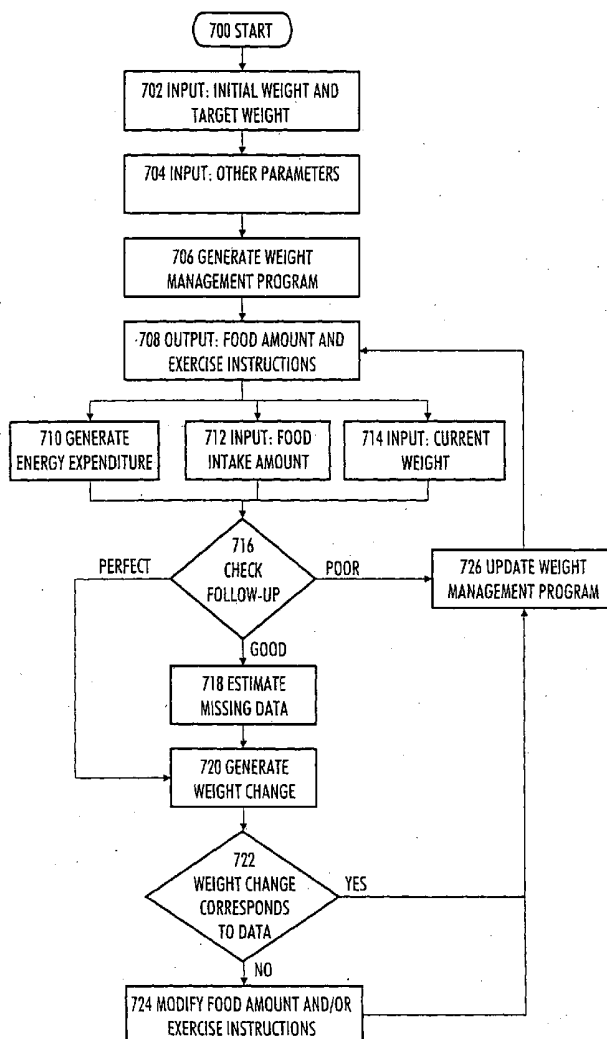 700 START
702 INPUT: INITIAL WEIGHT AND
TARGET WEIGHT
704 INPUT: OTHER PARAMETERS
706 GENERATE WEIGHT
MANAGEMENT PROGRAM
708 OUTPUT: FOOD AMOUNT AND
EXERCISE INSTRUCTIONS
710 GENERATE
ENERGY EXPENDITURE
712 INPUT: FOOD
INTAKE AMOUNT
714 INPUT: CURRENT
WEIGHT
716
CHECK
FOLLOW-UP
PERFECT
POOR
726 UPDATE WEIGHT
MANAGEMENT PROGRAM
GOOD
718 ESTIMATE
MISSING DATA
720 GENERATE
WEIGHT CHANGE
722
WEIGHT CHANGE
CORRESPONDS
TO DATA
YES
NO
724 MODIFY FOOD AMOUNT AND/OR
EXERCISE INSTRUCTIONS